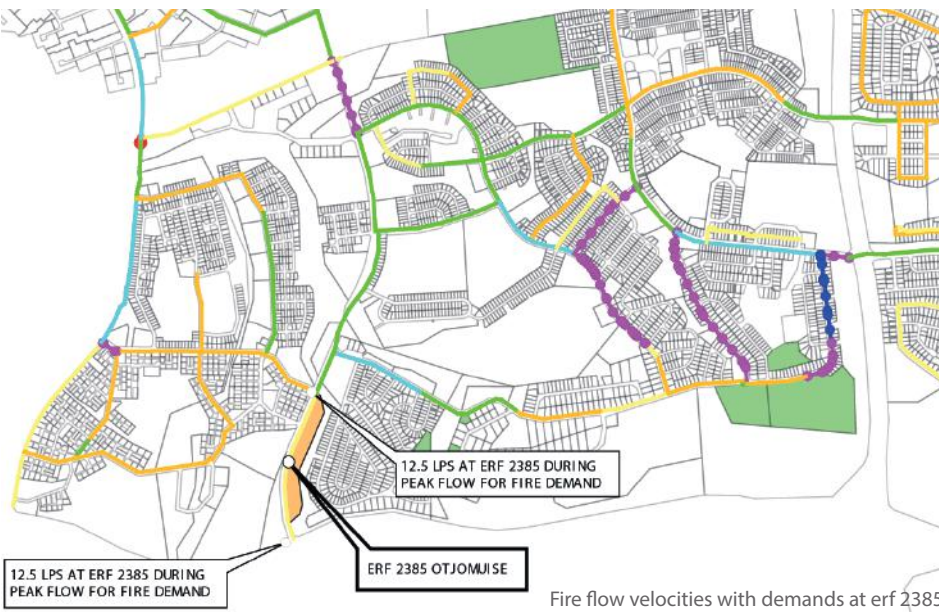 12.5 LPS AT ERF 2385 DURING
PEAK FLOW FOR FIRE DEMAND
ERF 2385 OTJOMUISE
12.5 LPS AT ERF 2385 DURING
PEAK FLOW FOR FIRE DEMAND
Fire flow velocities with demands at erf 2385